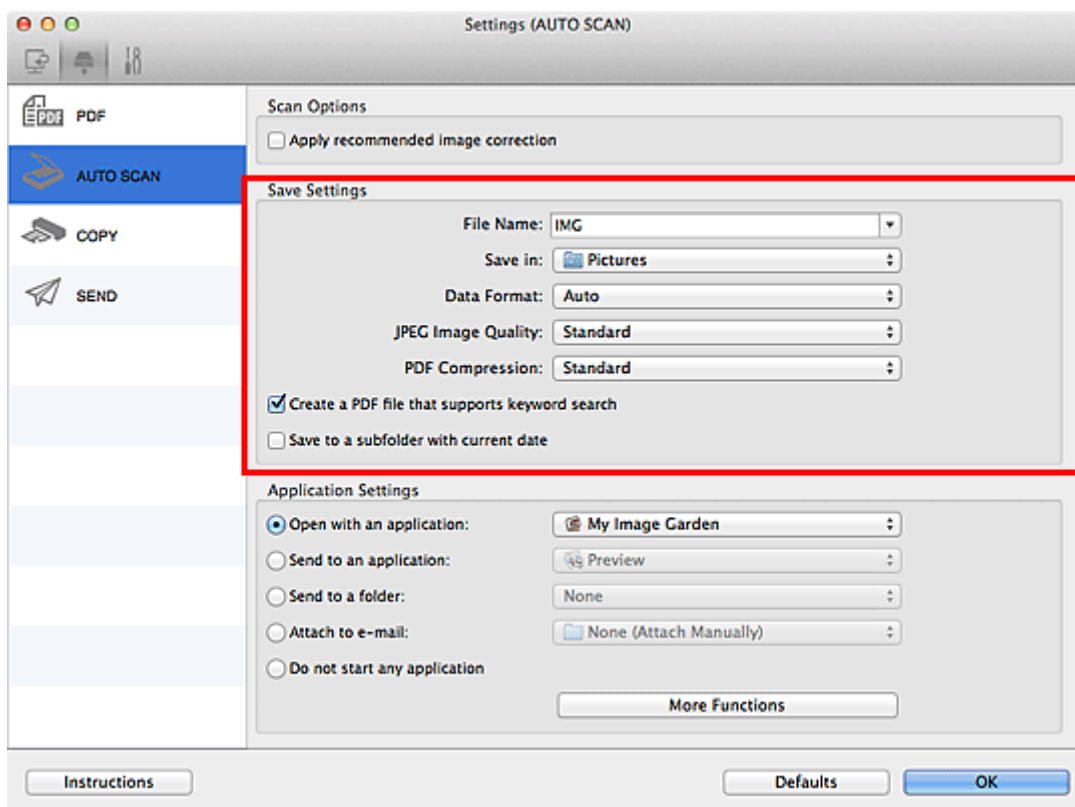 Settings (AUTO SCAN)
PDF
PDF
AUTO SCAN
COPY
SEND
Scan Options
Apply recommended image correction
Save Settings
File Name: IMG
Save in: Pictures
Data Format: Auto
JPEG Image Quality: Standard
PDF Compression: Standard
Create a PDF file that supports keyword search
Save to a subfolder with current date
Application Settings
Open with an application: My Image Garden
Send to an application: Preview
Send to a folder: None
Attach to e-mail: None (Attach Manually)
Do not start any application
More Functions
Instructions
Defaults
OK